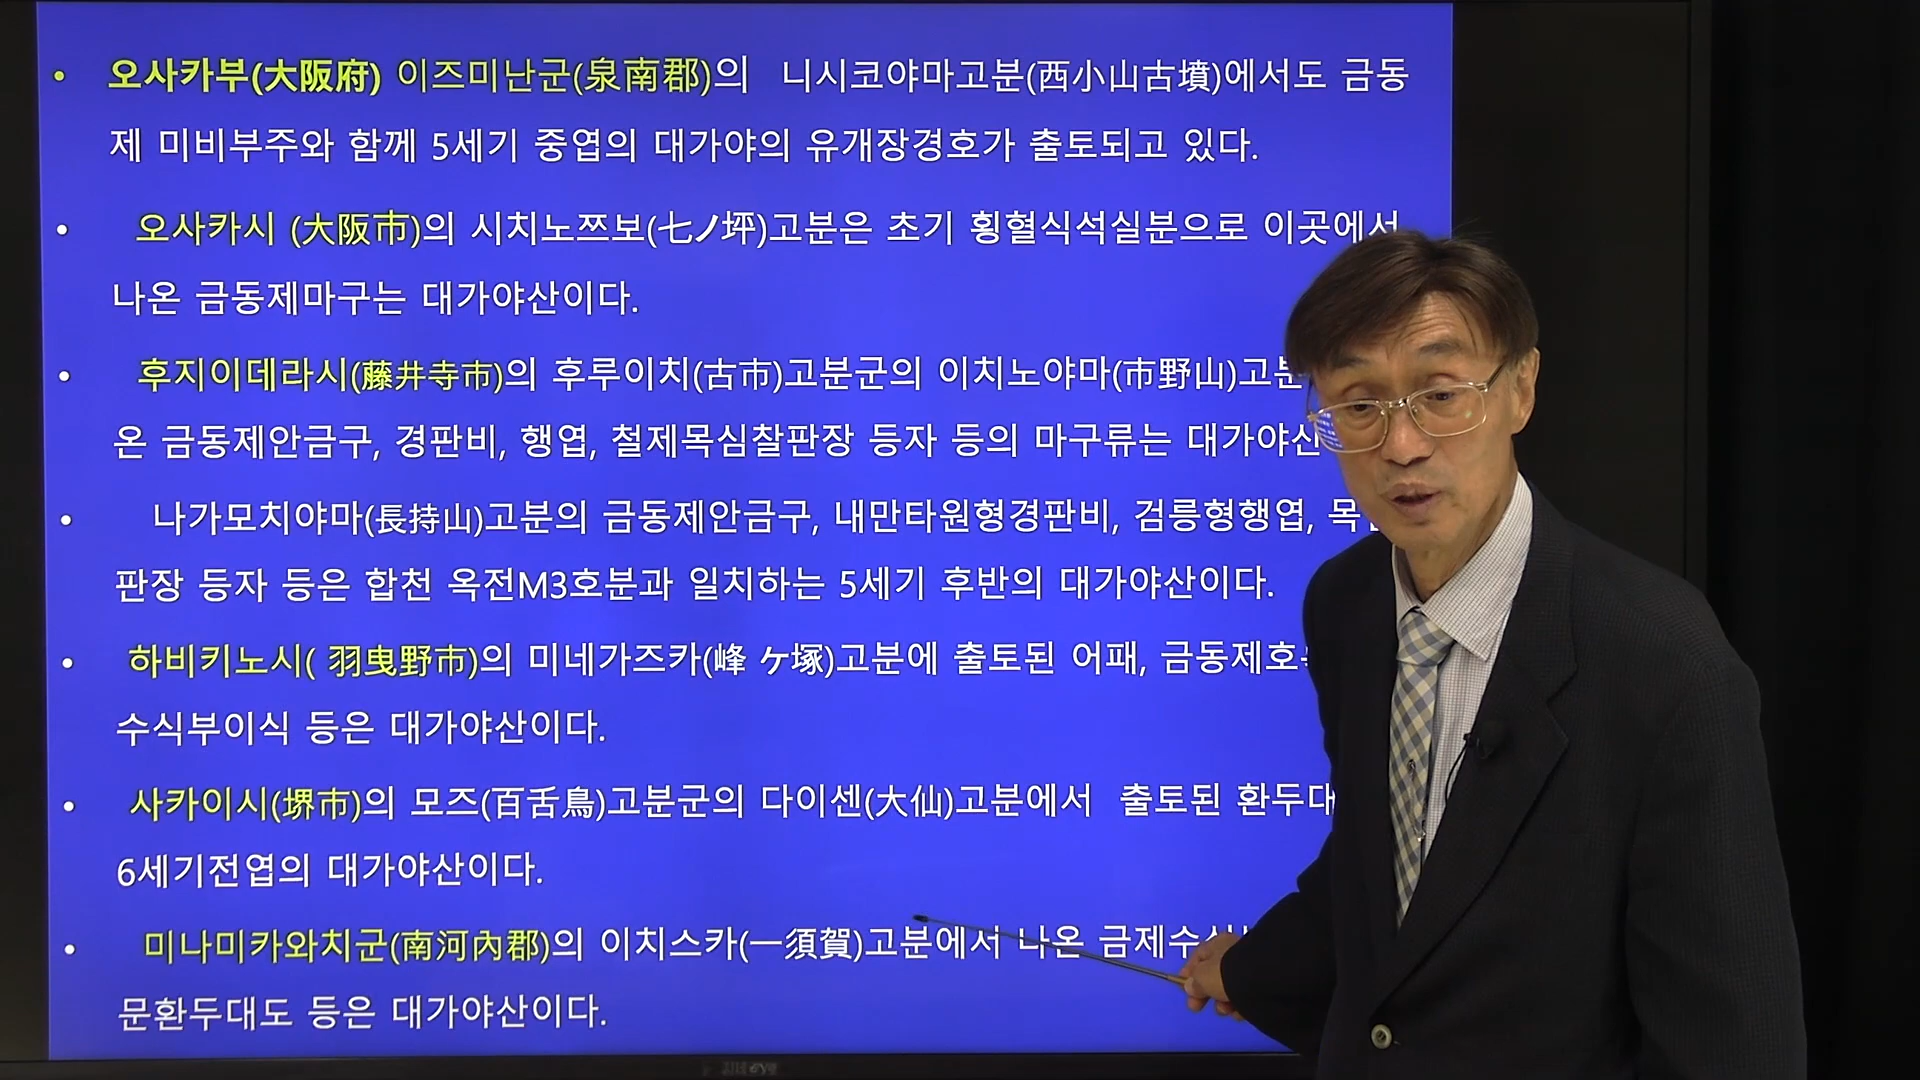 • 오사카부(大阪府) 이즈미난군(泉南郡)의 니시코야마고분(西小山古墳)에서도 금동
제 미비부주와 함께 5세기 중엽의 대가야의 유개장경호가 출토되고 있다.
• 오사카시 (大阪市)의 시치노쯔보(七ノ坪)고분은 초기 횡혈식석실분으로 이곳에서
나온 금동제마구는 대가야산이다.
• 후지이데라시(藤井寺市)의 후루이치(古市)고분군의 이치노야마(市野山)고분
온 금동제안금구, 경판비, 행엽, 철제목심찰판장 등자 등의 마구류는 대가야산
• 나가모치야마(長持山)고분의 금동제안금구, 내만타원형경판비, 검릉형행엽,
판장 등자 등은 합천 옥전M3호분과 일치하는 5세기 후반의 대가야산이다.
• 하비키노시( 羽曳野市)의 미네가즈카(峰 ケ塚)고분에 출토된 어패,
수식부이식 등은 대가야산이다.
• 사카이시(堺市)의 모즈(百舌鳥)고분군의 다이센(大仙)고분에서 출토된 환두대
6세기전엽의 대가야산이다.
• 미나미카와치군(南河內郡)의 이치스카(一須賀)고분에서 나온
문환두대도 등은 대가야산이다.